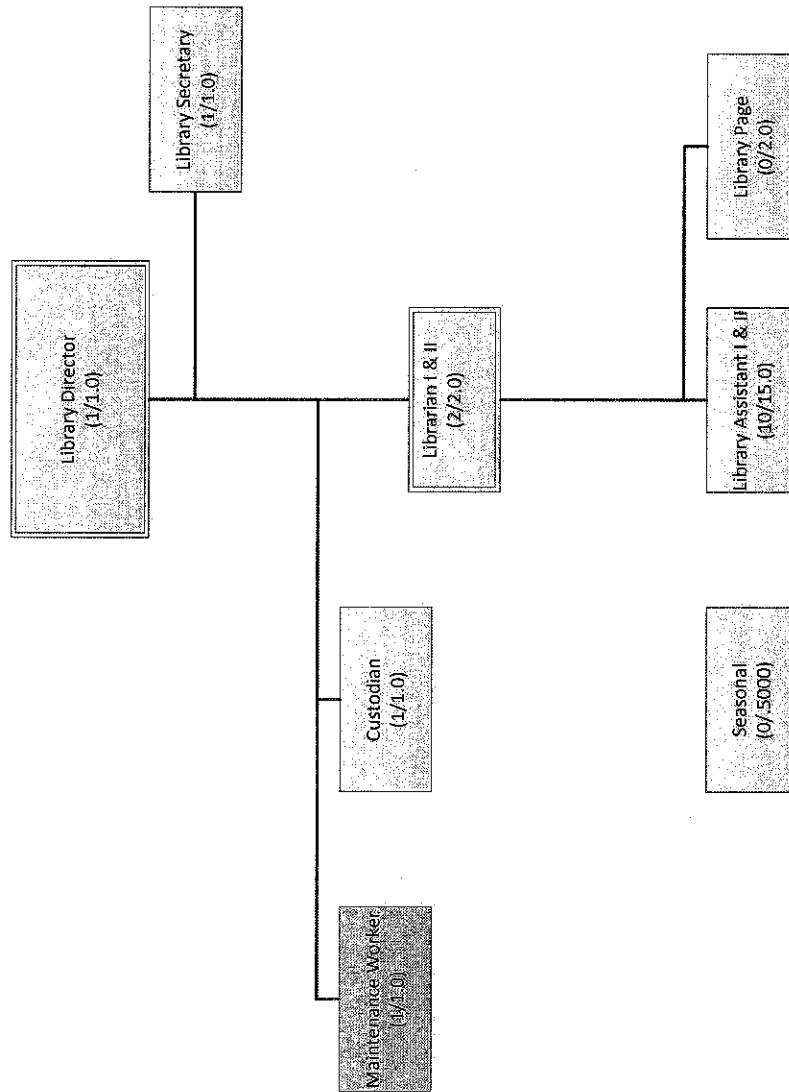 Library Director
(1/1.0)
Library Secretary
(1/1.0)
Maintenance Worker
(1/1.0)
Custodian
(1/1.0)
Librarian I & II
(2/2.0)
Seasonal
(0/.5000)
Library Assistant I & II
(10/15.0)
Library Page
(0/2.0)